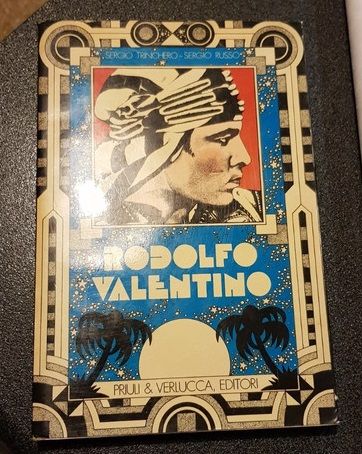 SERGIO TRINCHERO - SERGIO RUSSO
RODOLFO
VALENTINO
PRIULI & VERLUCCA, EDITORI